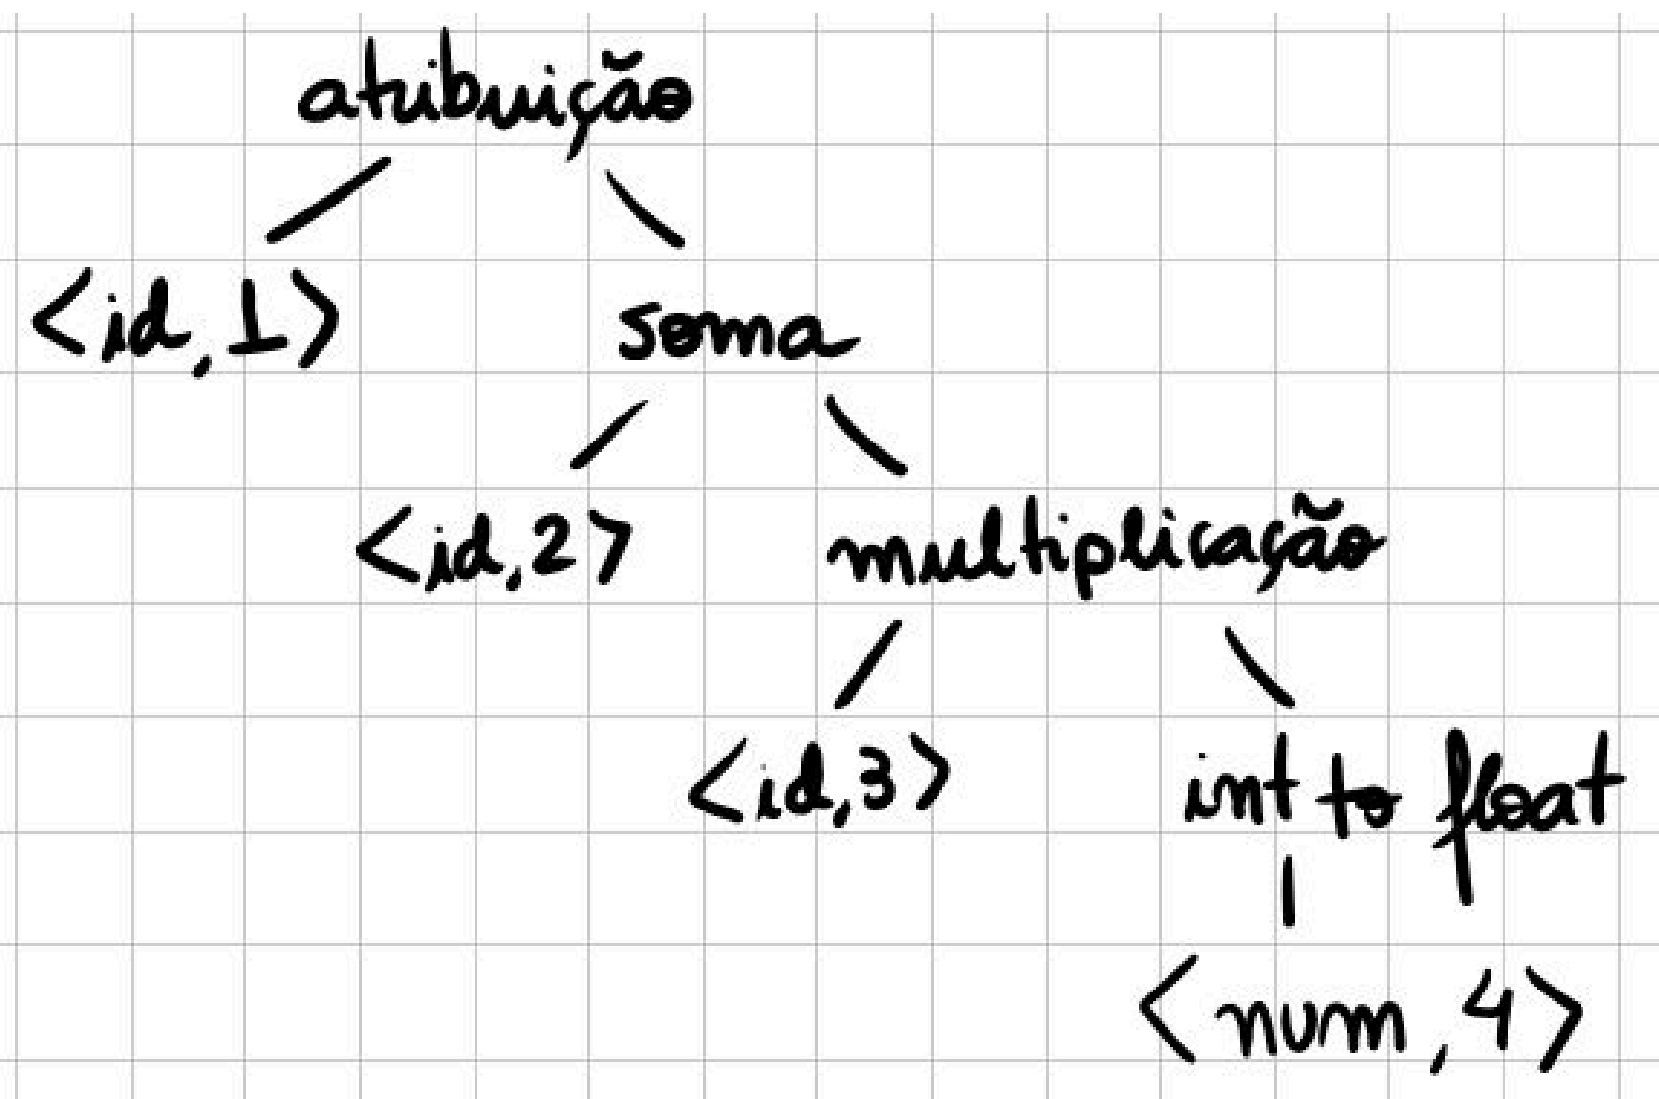 atribuição
<id,1> soma
<id,2> multiplicação
<id,3> int to float
<num,4>